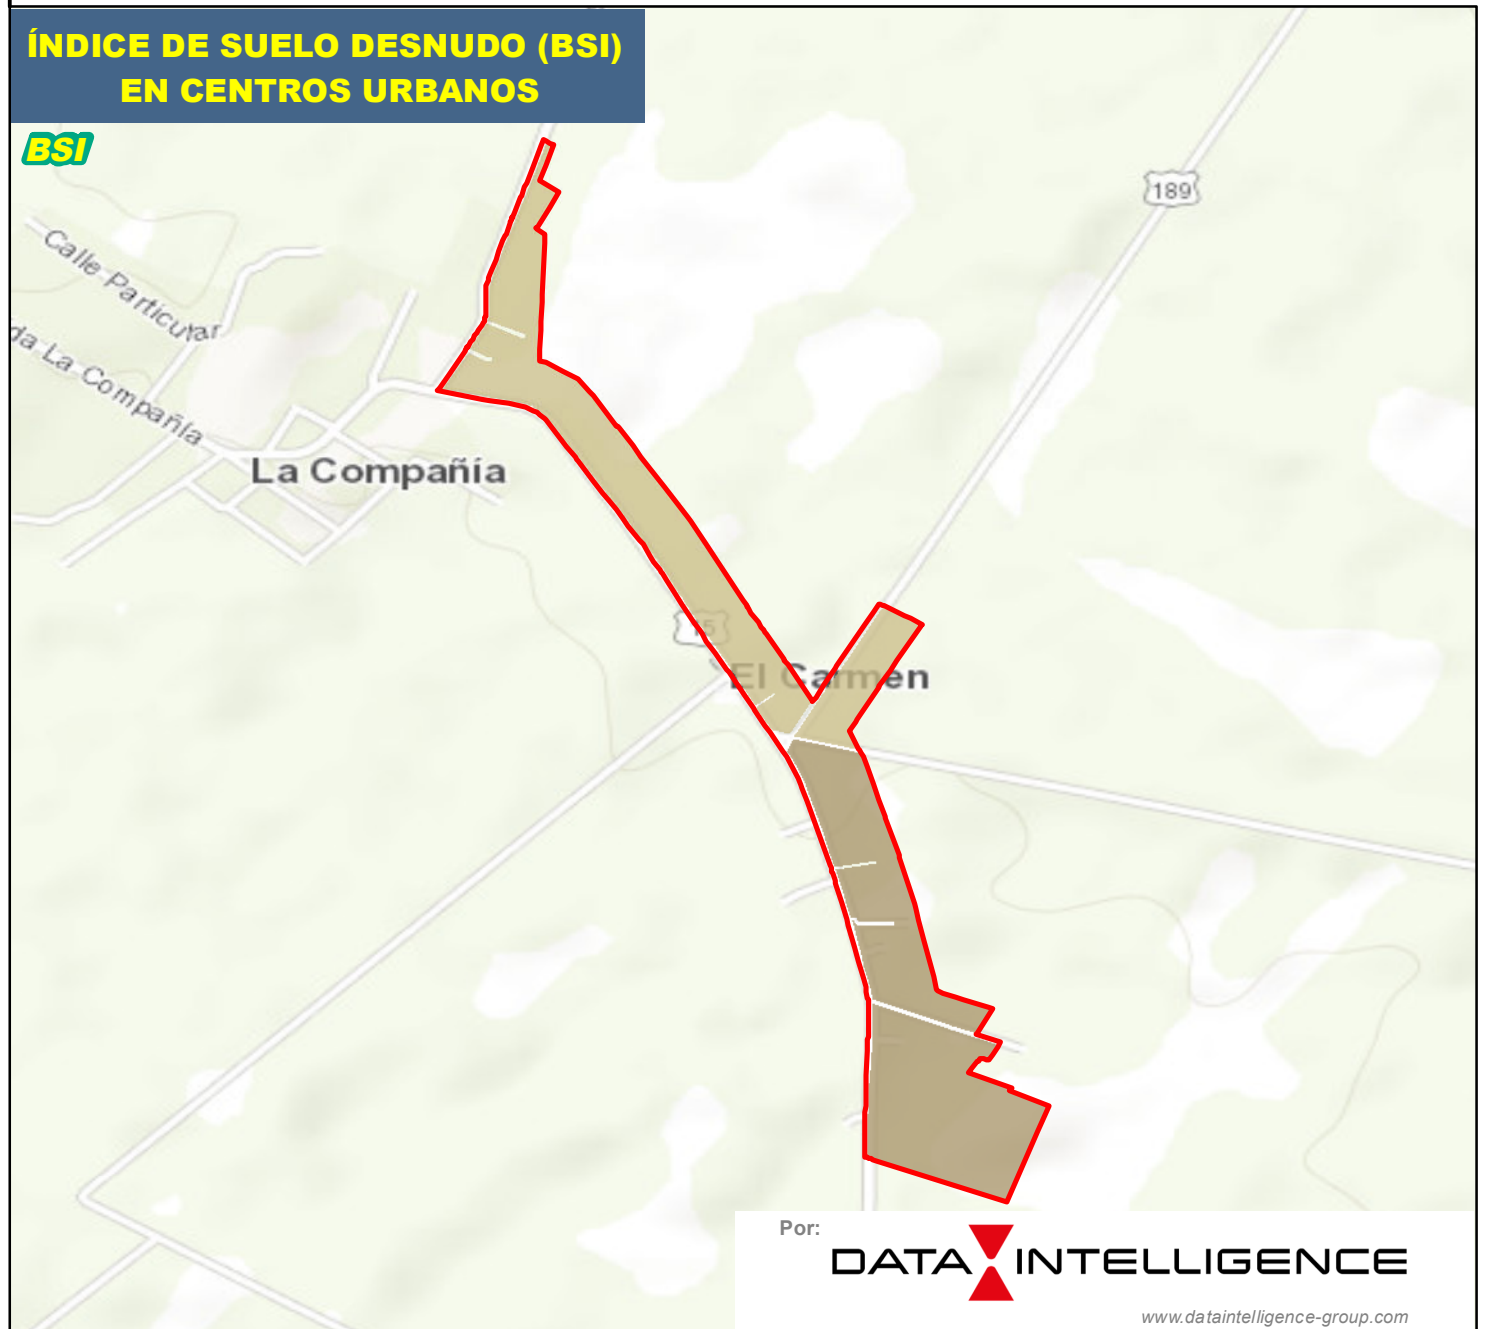 ÍNDICE DE SUELO DESNUDO (BSI)
EN CENTROS URBANOS
BSI
189
Calle Particular
da La Compañía
La Compañía
15
El Carmen
Por:
DATA INTELLIGENCE
www.dataintelligence-group.com